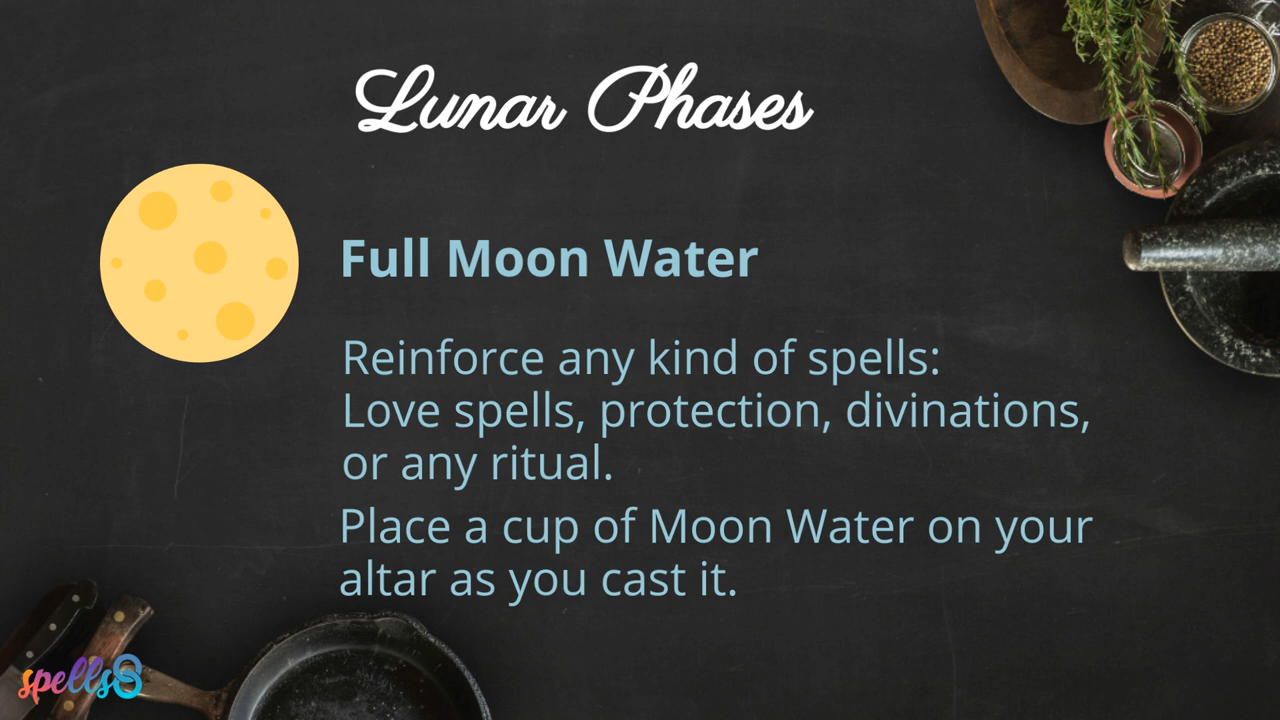 Lunar Phases
Full Moon Water
Reinforce any kind of spells:
Love spells, protection, divinations,
or any ritual.
Place a cup of Moon Water on your
altar as you cast it.
spells8